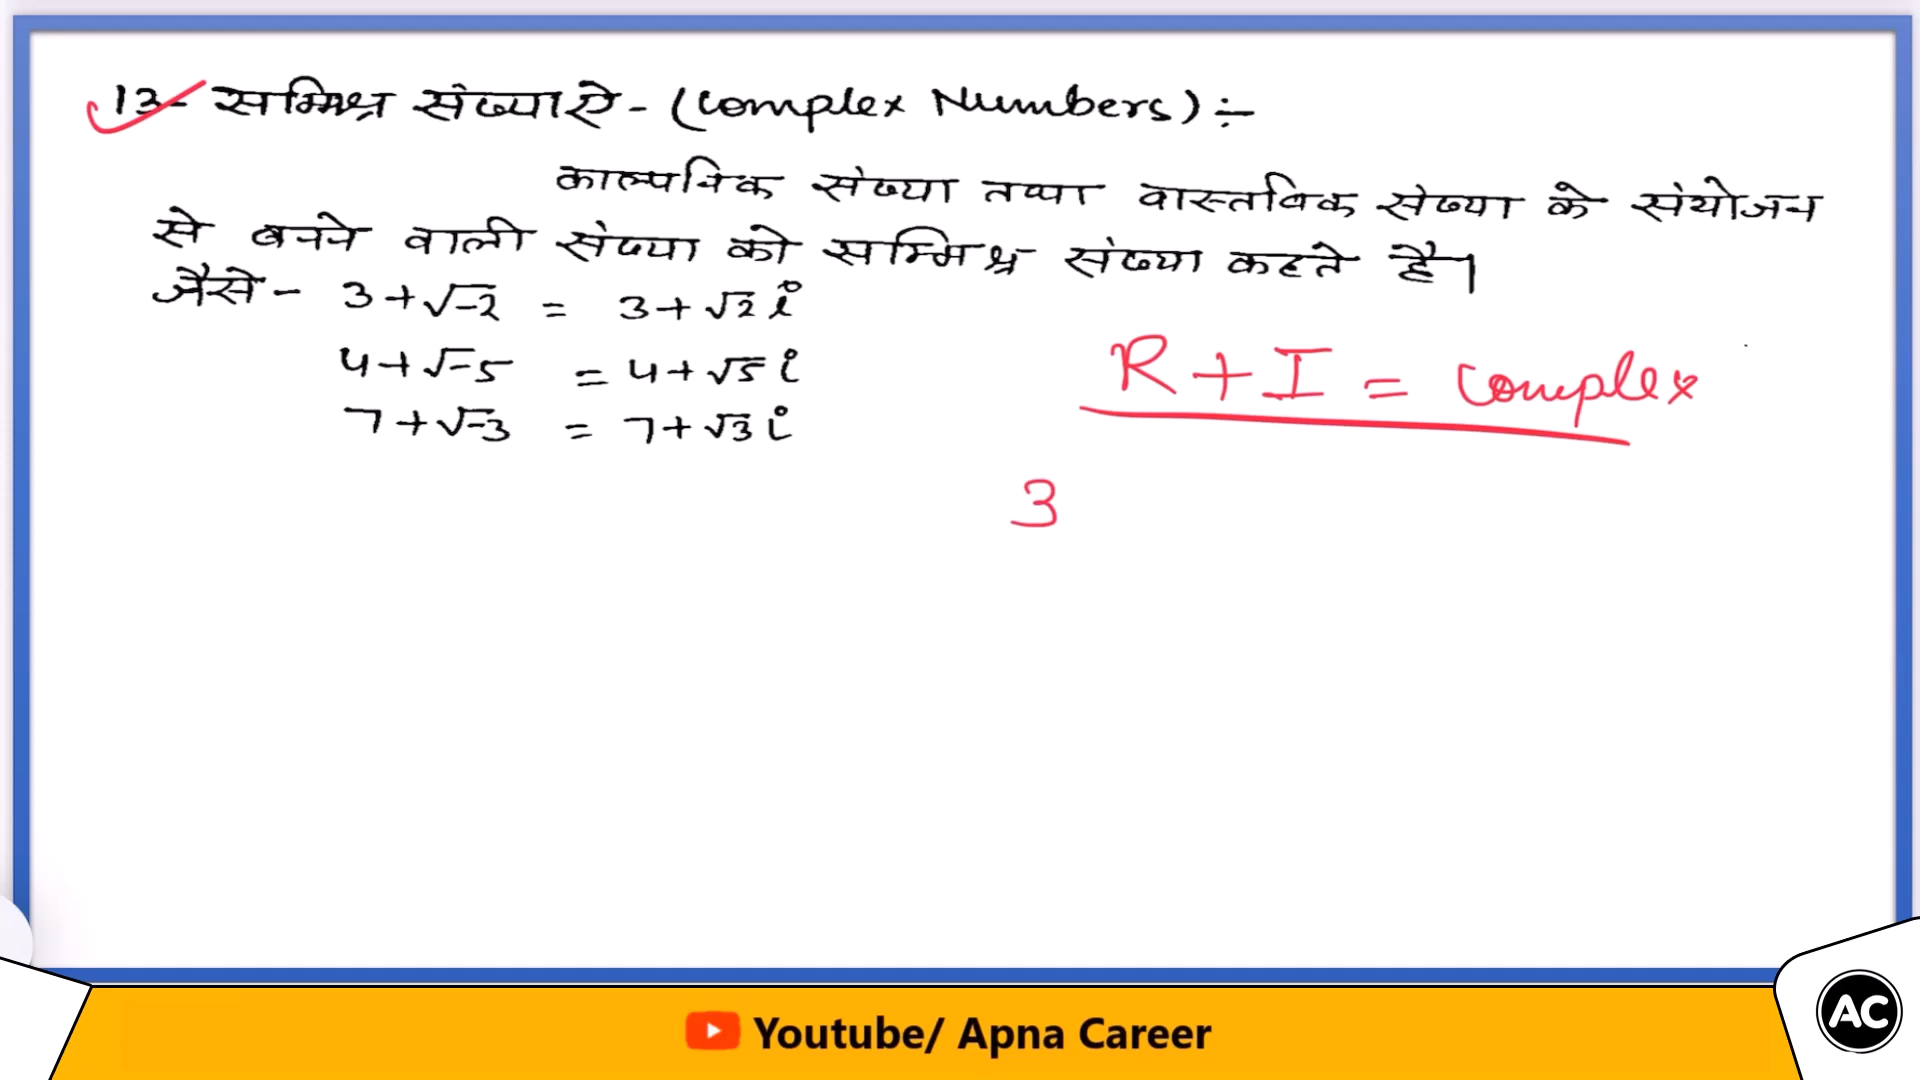 13- सम्मिश्र संख्याऐ - (Complex Numbers) :-
काल्पनिक संख्या तथा वास्तविक संख्या के संयोजन
से बनने वाली संख्या को सम्मिश्र संख्या कहते है।
जैसे - 3+√-2 = 3+√2 i
4+√-5 = 4+√5 i
7+√-3 = 7+√3 i
R + I = Complex
3
Youtube/ Apna Career
AC